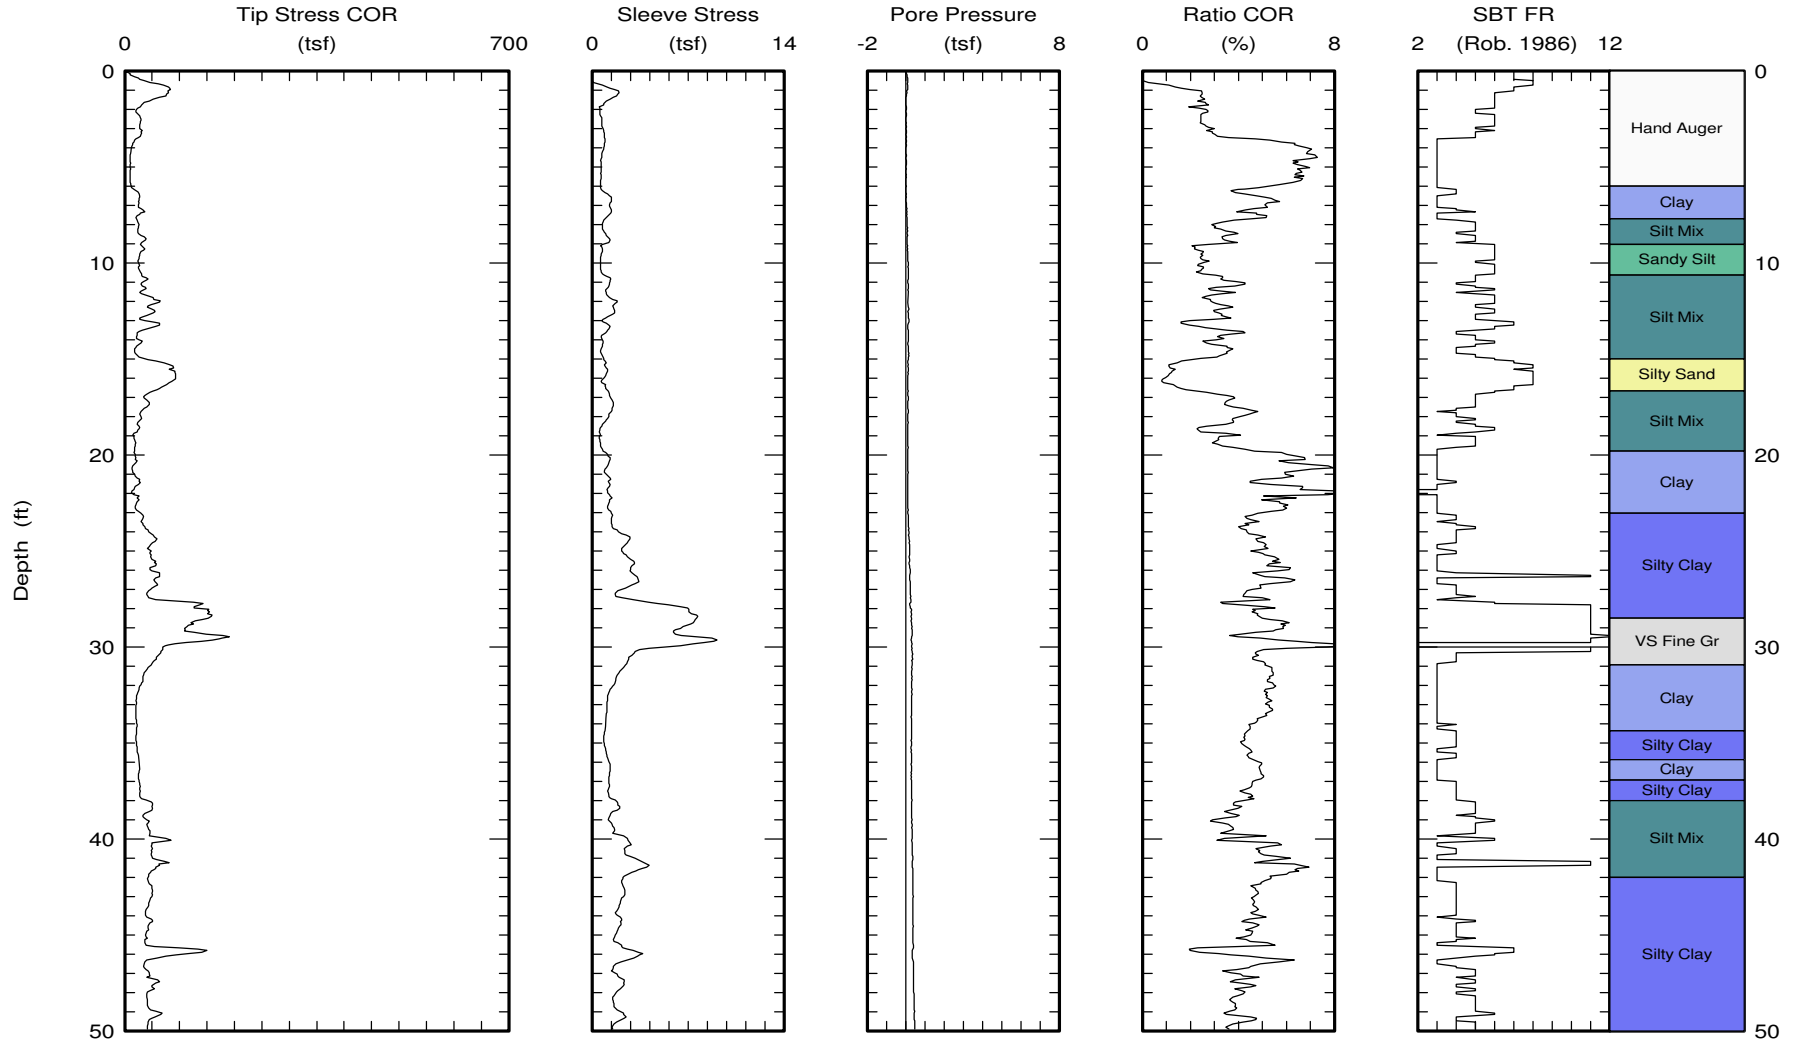 Tip Stress COR Sleeve Stress Pore Pressure Ratio COR SBT FR
0 (tsf) 700 0 (tsf) 14 -2 (tsf) 8 0 (%) 8 2 (Rob. 1986) 12
0 0
Hand Auger
Clay
Silt Mix
Sandy Silt
10 10
Silt Mix
Silty Sand
Silt Mix
20 20
Clay
Depth (ft)
Silty Clay
VS Fine Gr
30 30
Clay
Silty Clay
Clay
Silty Clay
Silt Mix
40 40
Silty Clay
50 50